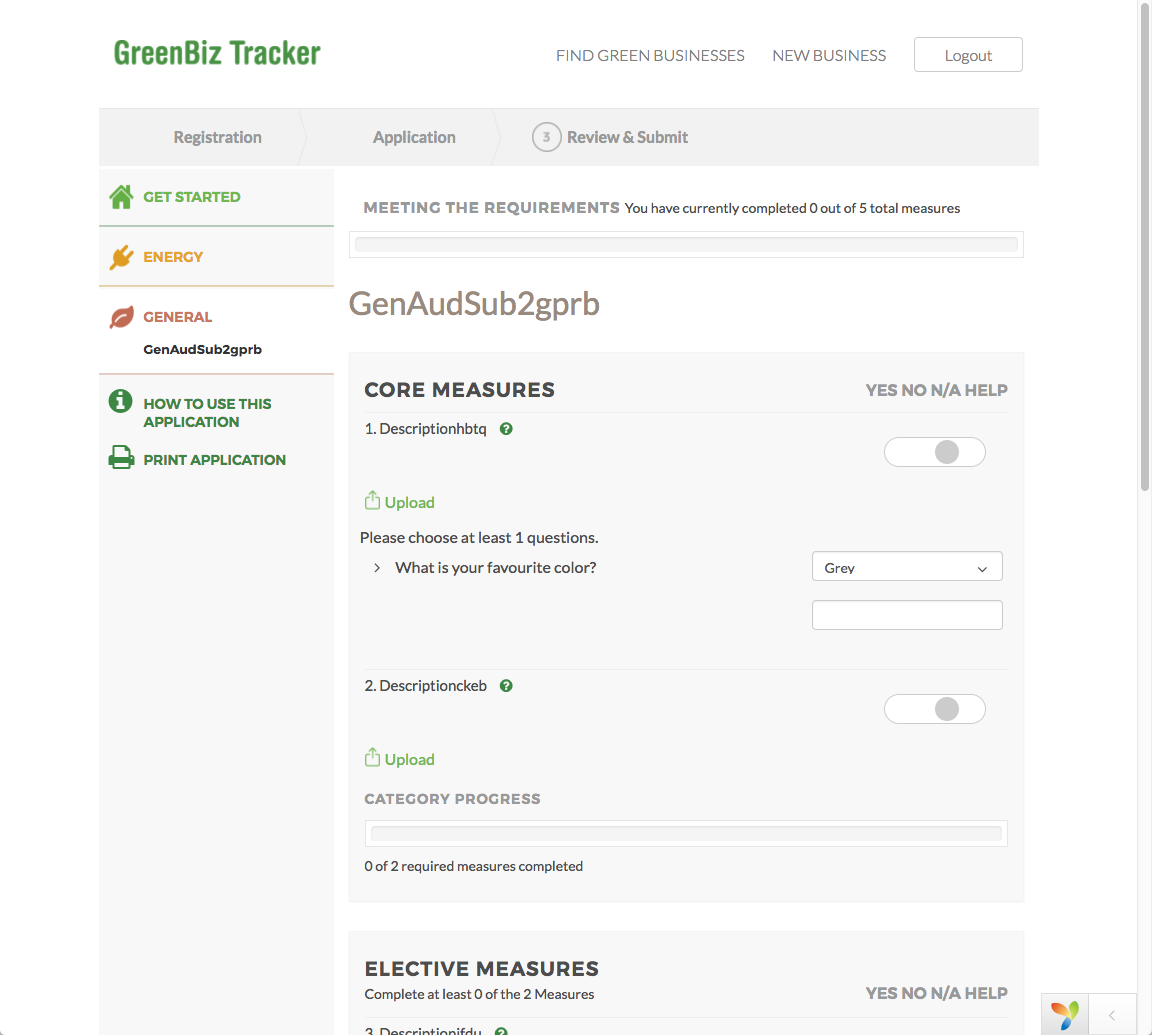 GreenBiz Tracker
FIND GREEN BUSINESSES NEW BUSINESS Logout
Registration Application 3 Review & Submit
GET STARTED
ENERGY
GENERAL
GenAudSub2gprb
HOW TO USE THIS
APPLICATION
PRINT APPLICATION
MEETING THE REQUIREMENTS You have currently completed 0 out of 5 total measures
GenAudSub2gprb
CORE MEASURES YES NO N/A HELP
1. Descriptionhbtq ?
Upload
Please choose at least 1 questions.
What is your favourite color? Grey
2. Descriptionckeb ?
Upload
CATEGORY PROGRESS
0 of 2 required measures completed
ELECTIVE MEASURES
Complete at least 0 of the 2 Measures YES NO N/A HELP
3. Descriptionifdu ?